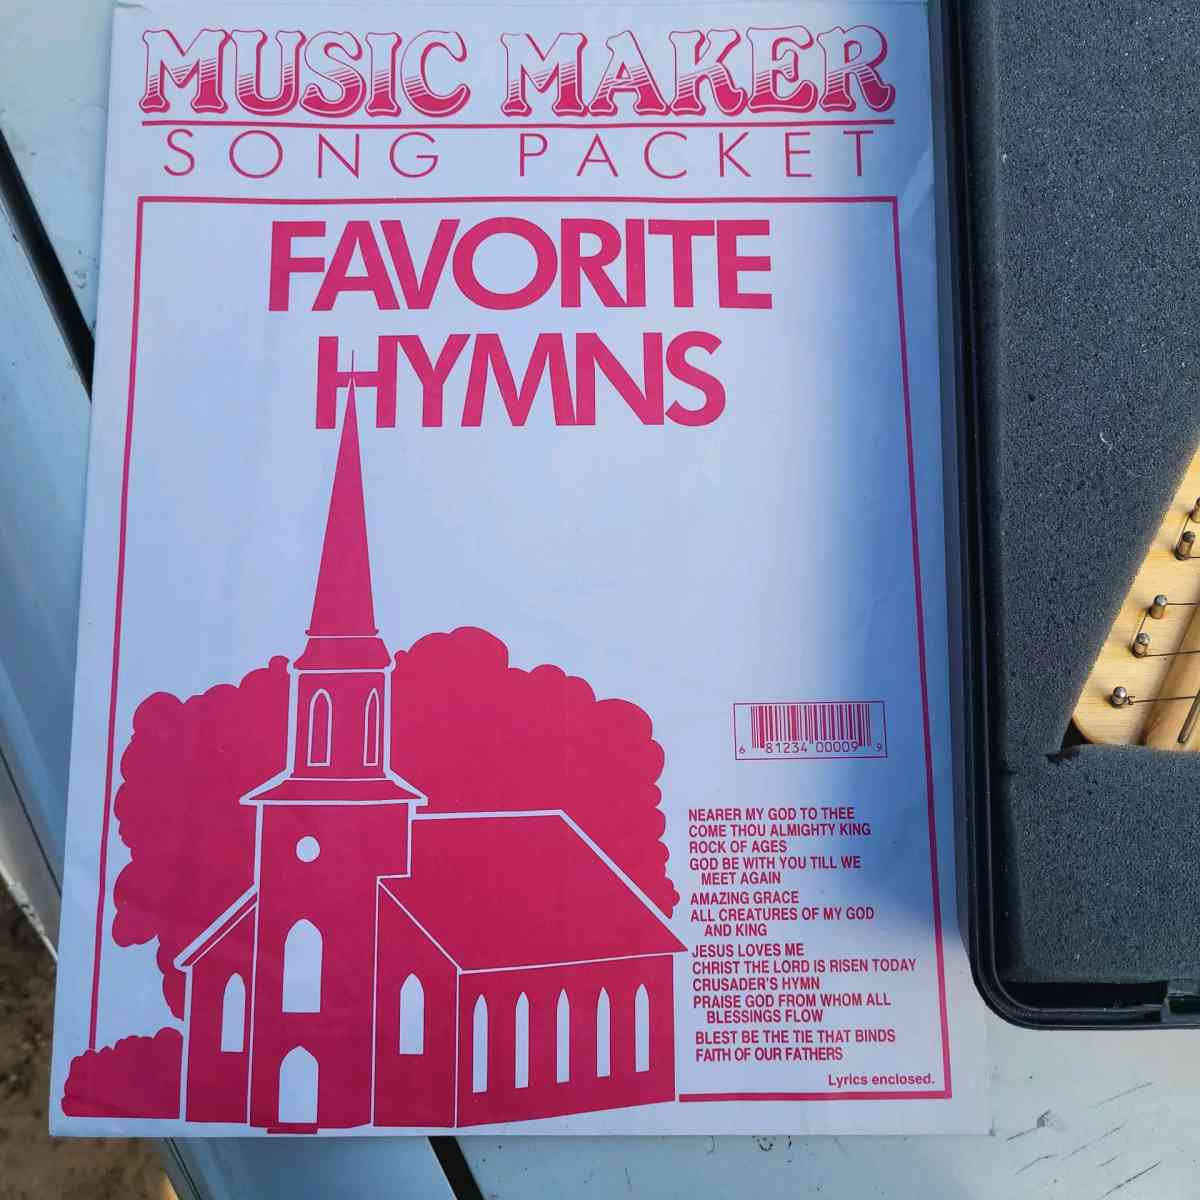 MUSIC MAKER
SONG PACKET
FAVORITE
HYMNS
6 81234 00009 9
NEARER MY GOD TO THEE
COME THOU ALMIGHTY KING
ROCK OF AGES
GOD BE WITH YOU TILL WE
MEET AGAIN
AMAZING GRACE
ALL CREATURES OF MY GOD
AND KING
JESUS LOVES ME
CHRIST THE LORD IS RISEN TODAY
CRUSADER'S HYMN
PRAISE GOD FROM WHOM ALL
BLESSINGS FLOW
BLEST BE THE TIE THAT BINDS
FAITH OF OUR FATHERS
Lyrics enclosed.